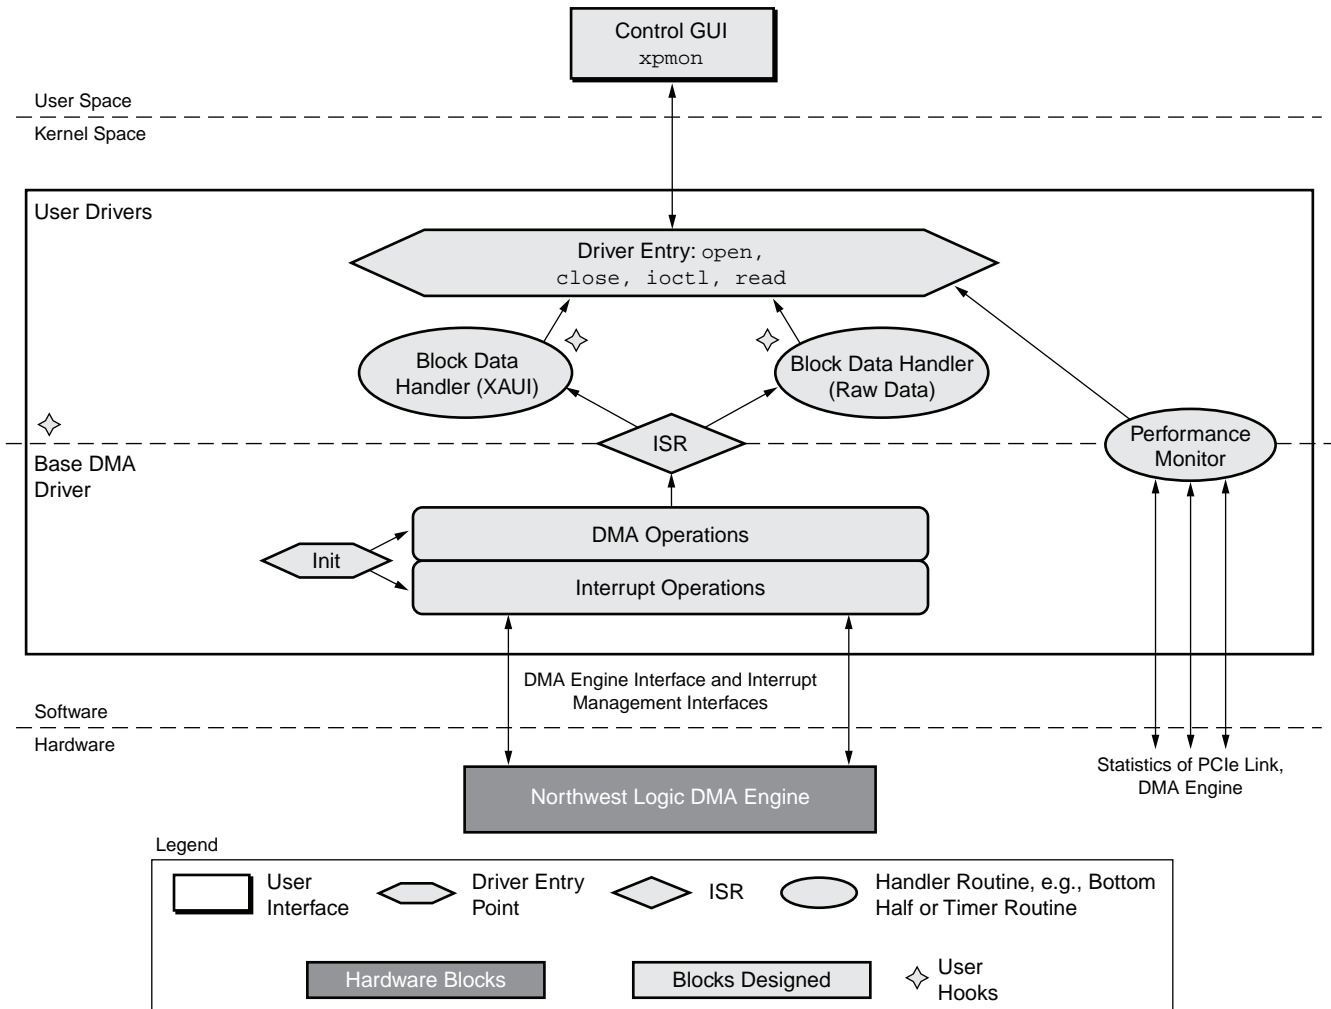 Control GUI
xpmon
User Space
Kernel Space
User Drivers
Driver Entry: open,
close, ioctl, read
Block Data
Handler (XAUI)
Block Data Handler
(Raw Data)
ISR
Performance
Monitor
Base DMA
Driver
DMA Operations
Init
Interrupt Operations
DMA Engine Interface and Interrupt
Management Interfaces
Software
Hardware
Statistics of PCIe Link,
DMA Engine
Northwest Logic DMA Engine
Legend
User
Interface
Driver Entry
Point
ISR
Handler Routine, e.g., Bottom
Half or Timer Routine
Hardware Blocks
Blocks Designed
User
Hooks